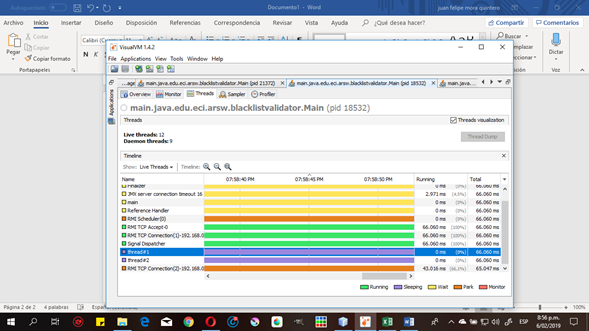 Autoguardado
Documento1 - Word
juan felipe mora quintero
Archivo Inicio Insertar Diseño Disposición Referencias Correspondencia Revisar Vista Ayuda ¿Qué desea hacer? Compartir Comentarios
Pegar
Cortar
Copiar
Copiar formato
Portapapeles
Calibri
N K
Buscar
Dictar
Voz
VisualVM 1.4.2
File Applications View Tools Window Help
Applications
...age main.java.edu.eci.arsw.blacklistvalidator.Main (pid 21372) main.java.edu.eci.arsw.blacklistvalidator.Main (pid 18532) main.java....
Overview Monitor Threads Sampler Profiler
main.java.edu.eci.arsw.blacklistvalidator.Main (pid 18532)
Threads
Threads visualization
Live threads: 12
Daemon threads: 9
Thread Dump
Timeline
Show: Live Threads Timeline:
Name 07:58:40 PM 07:58:45 PM 07:58:50 PM Running Total
Finalizer 0 ms (0%) 66.060 ms
JMX server connection timeout 16 2.971 ms (4,5%) 66.060 ms
main 0 ms (0%) 66.060 ms
Reference Handler 0 ms (0%) 66.060 ms
RMI Scheduler(0) 0 ms (0%) 66.060 ms
RMI TCP Accept-0 66.060 ms (100%) 66.060 ms
RMI TCP Connection(1)-192.168.0 66.060 ms (100%) 66.060 ms
Signal Dispatcher 66.060 ms (100%) 66.060 ms
thread#1 0 ms (0%) 66.060 ms
thread#2 0 ms (0%) 66.060 ms
RMI TCP Connection(2)-192.168.0 43.016 ms 65.047 ms
Running Sleeping Wait Park Monitor
Página 2 de 2 4 palabras
100%
ESP
8:56 p.m.
6/02/2019